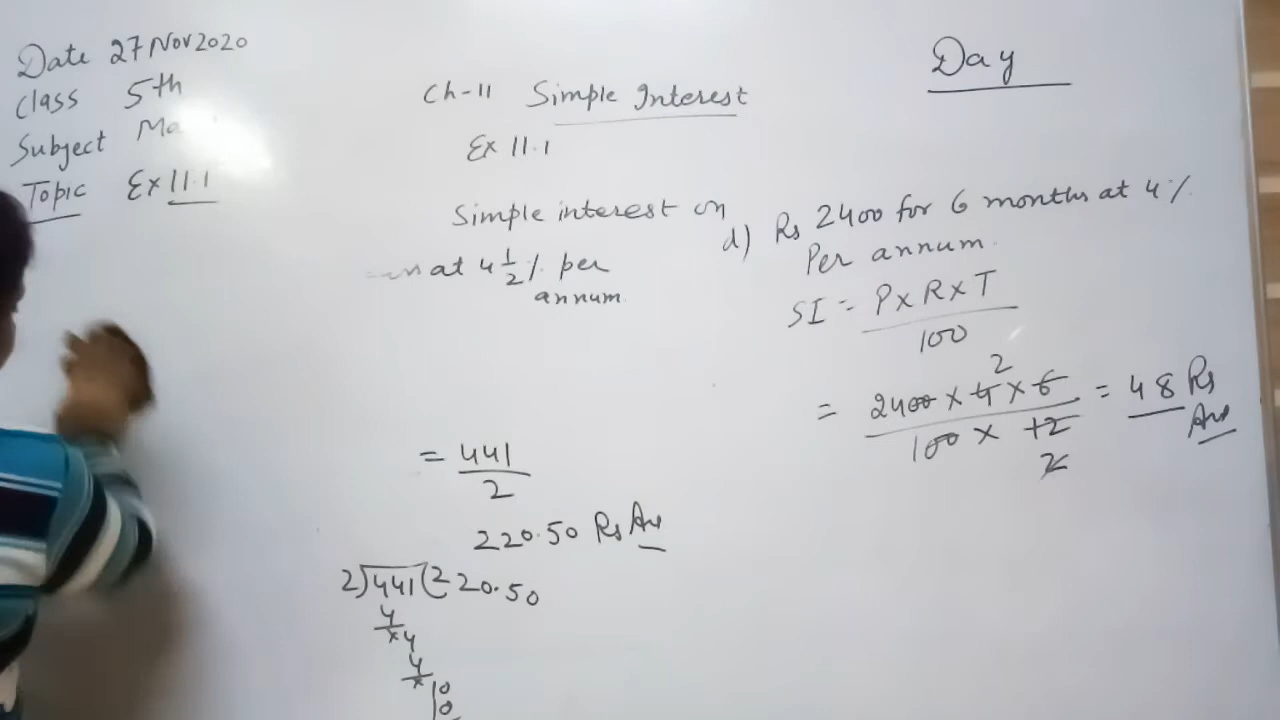 Date 27 Nov 2020
Class 5th
Subject Ma
Topic Ex 11.1
Day
Ch-11 Simple Interest
Ex 11.1
Simple interest on
at 4 1/2 % per
annum.
= 441/2
220.50 Rs Ans
2)441(220.50
4
×4
4
×10
10
d) Rs 2400 for 6 months at 4%
Per annum.
SI = P×R×T/100
= 2400 × 4 × 6 / 100 × 12 = 48 Rs
2
2
Ans